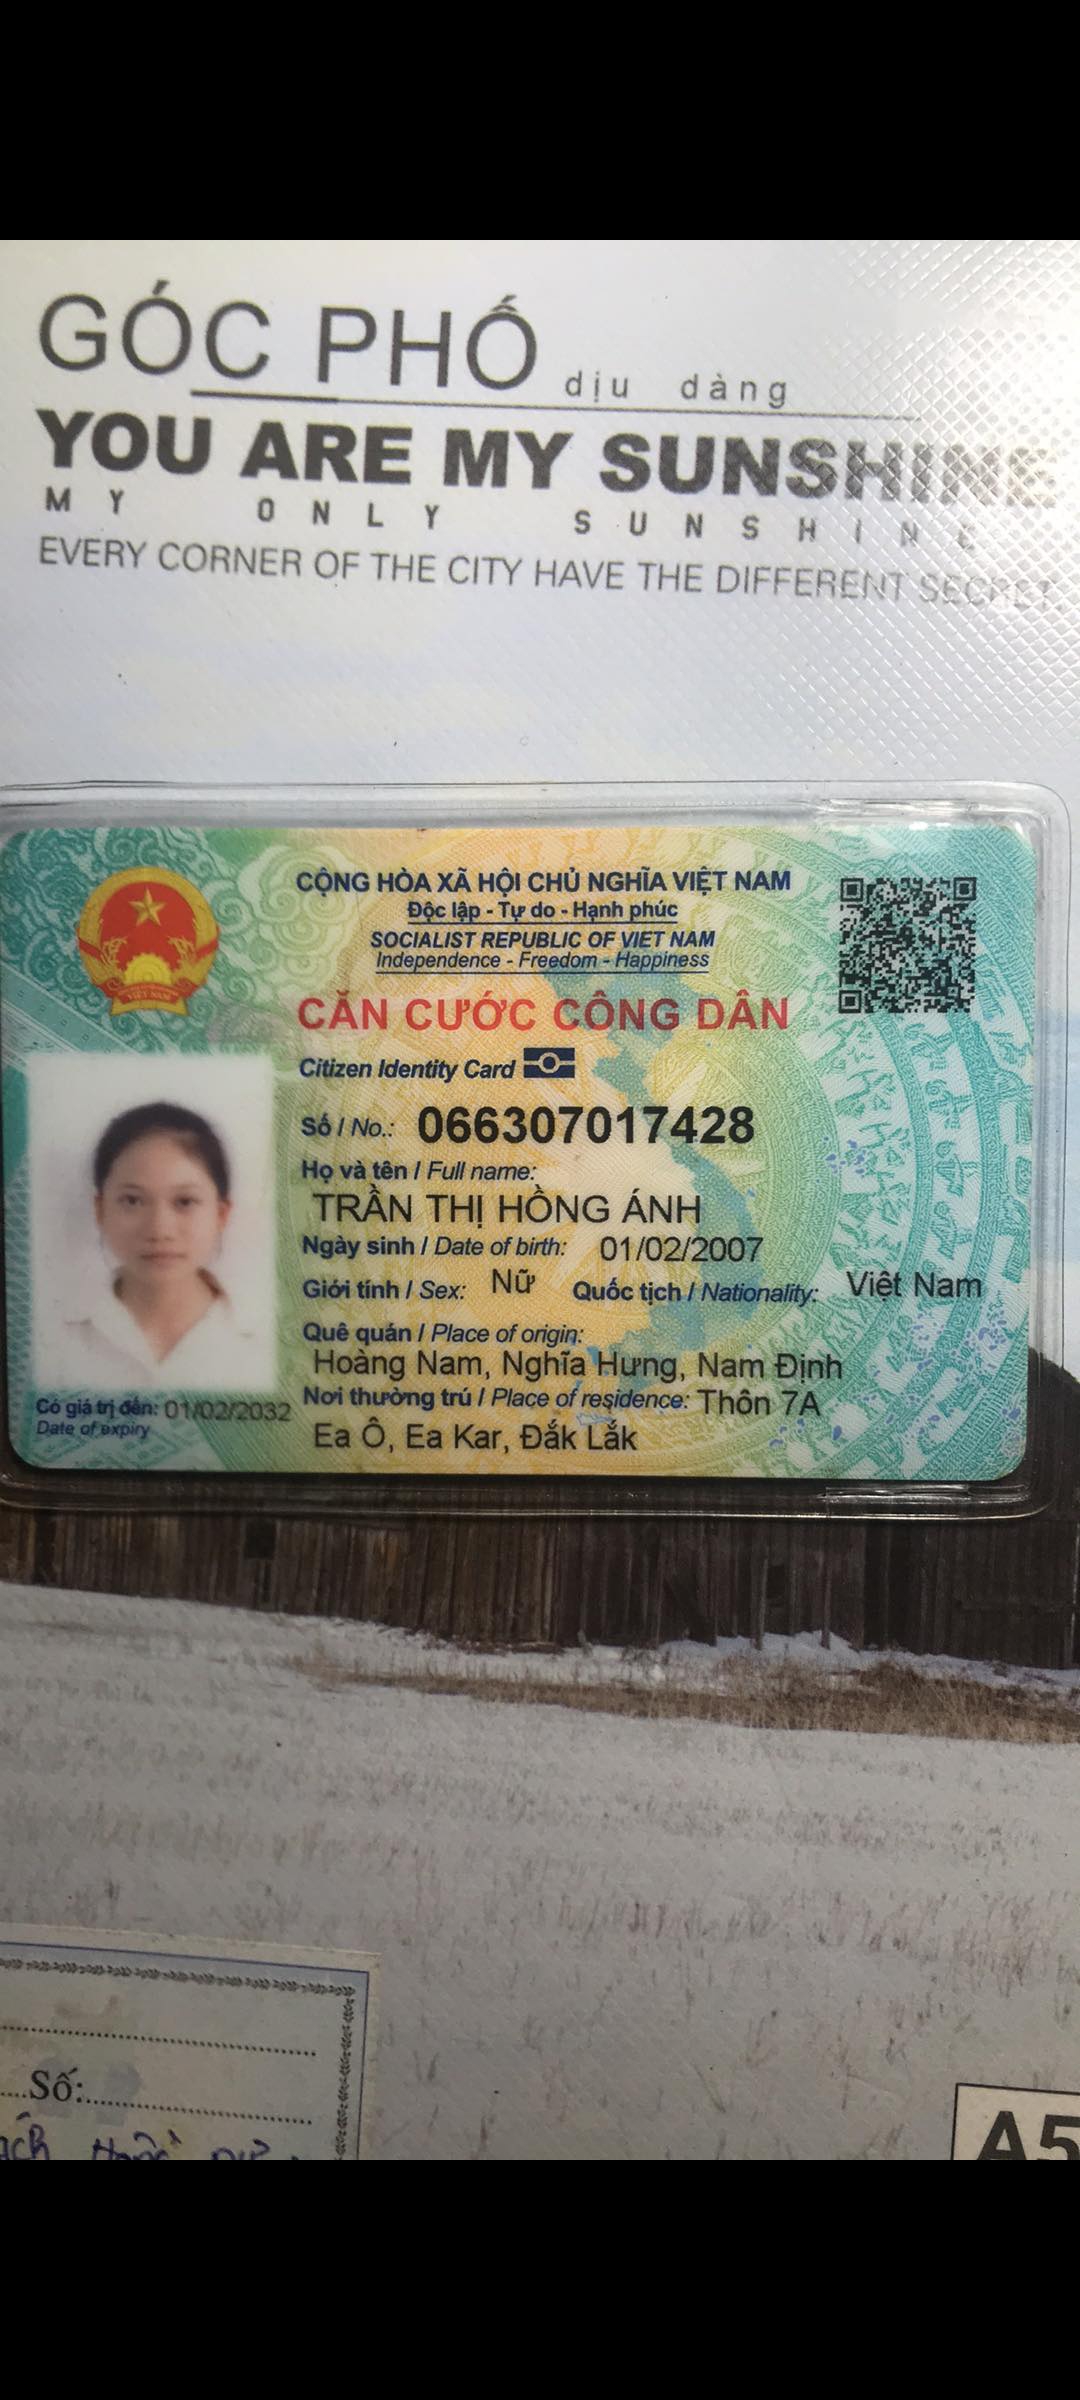 GÓC PHỐ dịu dàng
YOU ARE MY SUNSHINE
MY ONLY SUNSHINE
EVERY CORNER OF THE CITY HAVE THE DIFFERENT SECRET
CỘNG HÒA XÃ HỘI CHỦ NGHĨA VIỆT NAM
Độc lập - Tự do - Hạnh phúc
SOCIALIST REPUBLIC OF VIET NAM
Independence - Freedom - Happiness
CĂN CƯỚC CÔNG DÂN
Citizen Identity Card
Số / No.: 066307017428
Họ và tên / Full name:
TRẦN THỊ HỒNG ÁNH
Ngày sinh / Date of birth: 01/02/2007
Giới tính / Sex: Nữ Quốc tịch / Nationality: Việt Nam
Quê quán / Place of origin:
Hoàng Nam, Nghĩa Hưng, Nam Định
Nơi thường trú / Place of residence: Thôn 7A
Ea Ô, Ea Kar, Đắk Lắk
Có giá trị đến: 01/02/2032
Date of expiry
VIỆT NAM
Số:
A5